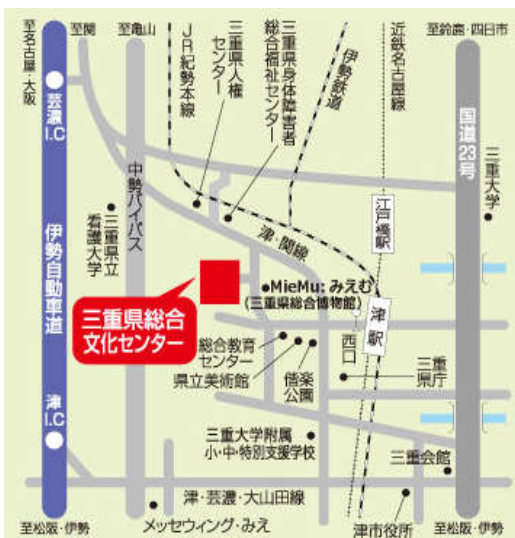 至名古屋・大阪
至関
至亀山
JR紀勢本線
三重県人権
センター
三重県身体障害者
総合福祉センター
伊勢鉄道
近鉄名古屋線
至鈴鹿・四日市
芸濃
I.C
中勢バイパス
国道23号
三重大学
三重県立
看護大学
江戸橋駅
津・関線
伊勢自動車道
MieMu:みえむ
(三重県総合博物館)
三重県総合
文化センター
津駅
西口
総合教育
センター
県立美術館
偕楽
公園
三重
県庁
津
I.C
三重大学附属
小・中・特別支援学校
三重会館
津・芸濃・大山田線
至松阪・伊勢
メッセウィング・みえ
津市役所
至松阪・伊勢